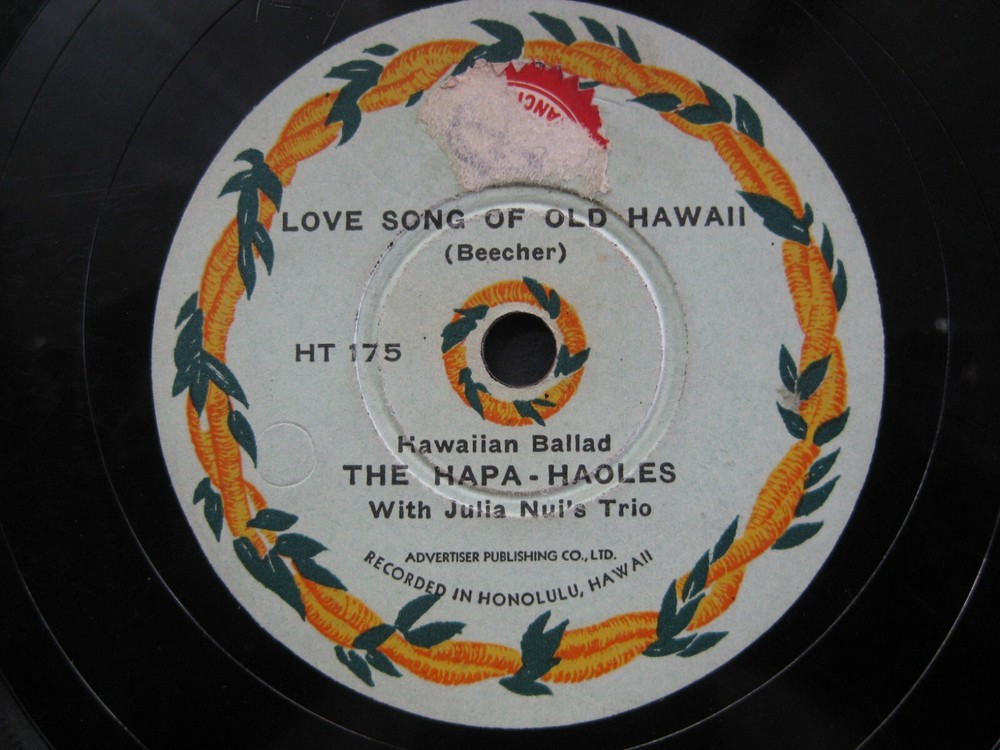 LOVE SONG OF OLD HAWAII
(Beecher)
HT 175
Hawaiian Ballad
THE HAPA-HAOLES
With Julia Nui's Trio
ADVERTISER PUBLISHING CO., LTD.
RECORDED IN HONOLULU, HAWAII